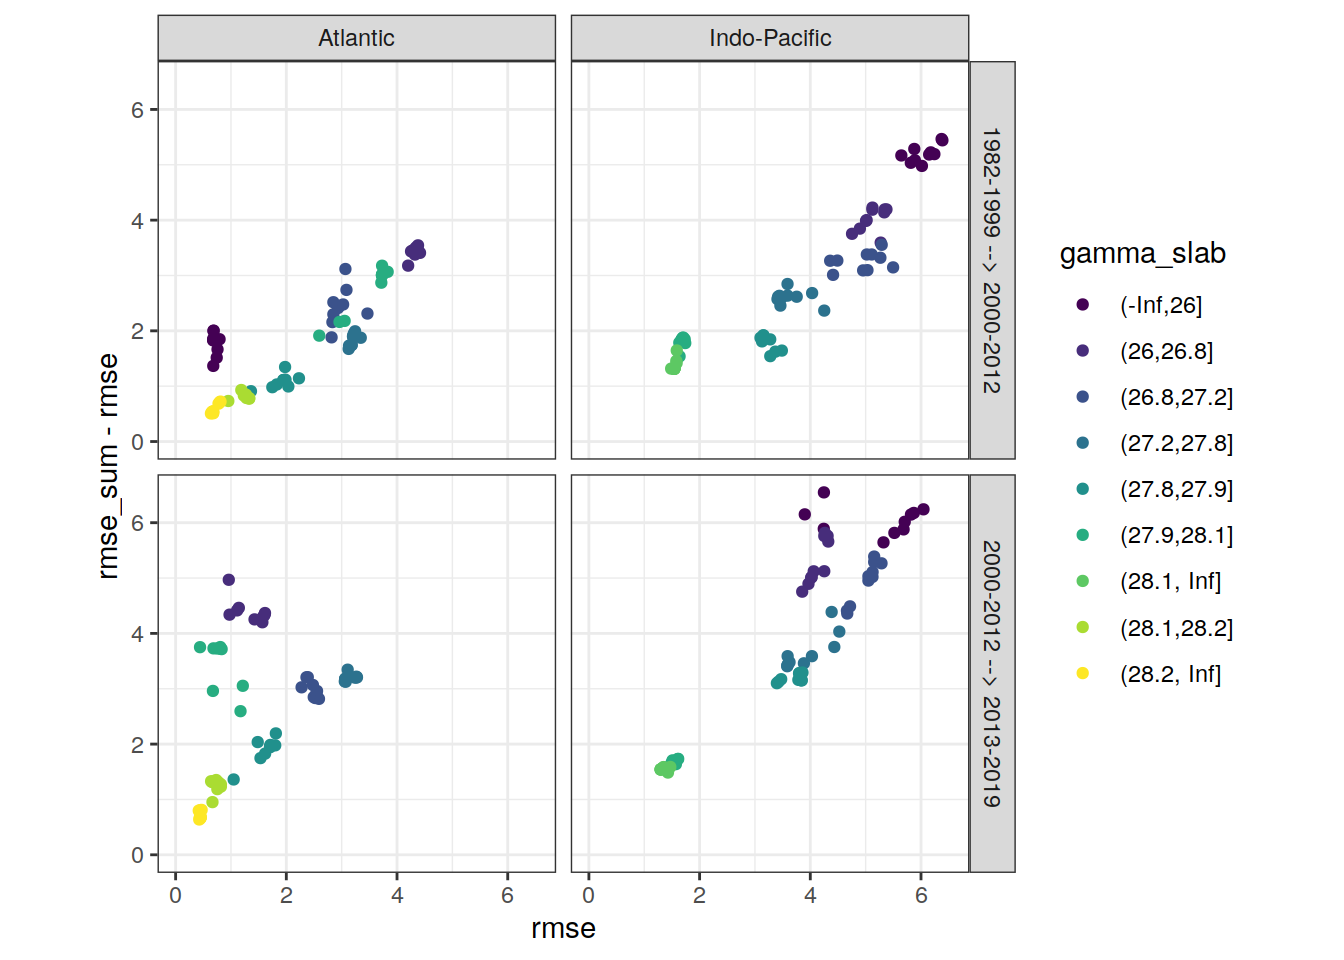 Atlantic
Indo-Pacific
6
4
2
0
1982-1999 --> 2000-2012
6
4
2
0
2000-2012 --> 2013-2019
0 2 4 6
0 2 4 6
rmse
rmse_sum - rmse
gamma_slab
(-Inf,26]
(26,26.8]
(26.8,27.2]
(27.2,27.8]
(27.8,27.9]
(27.9,28.1]
(28.1, Inf]
(28.1,28.2]
(28.2, Inf]